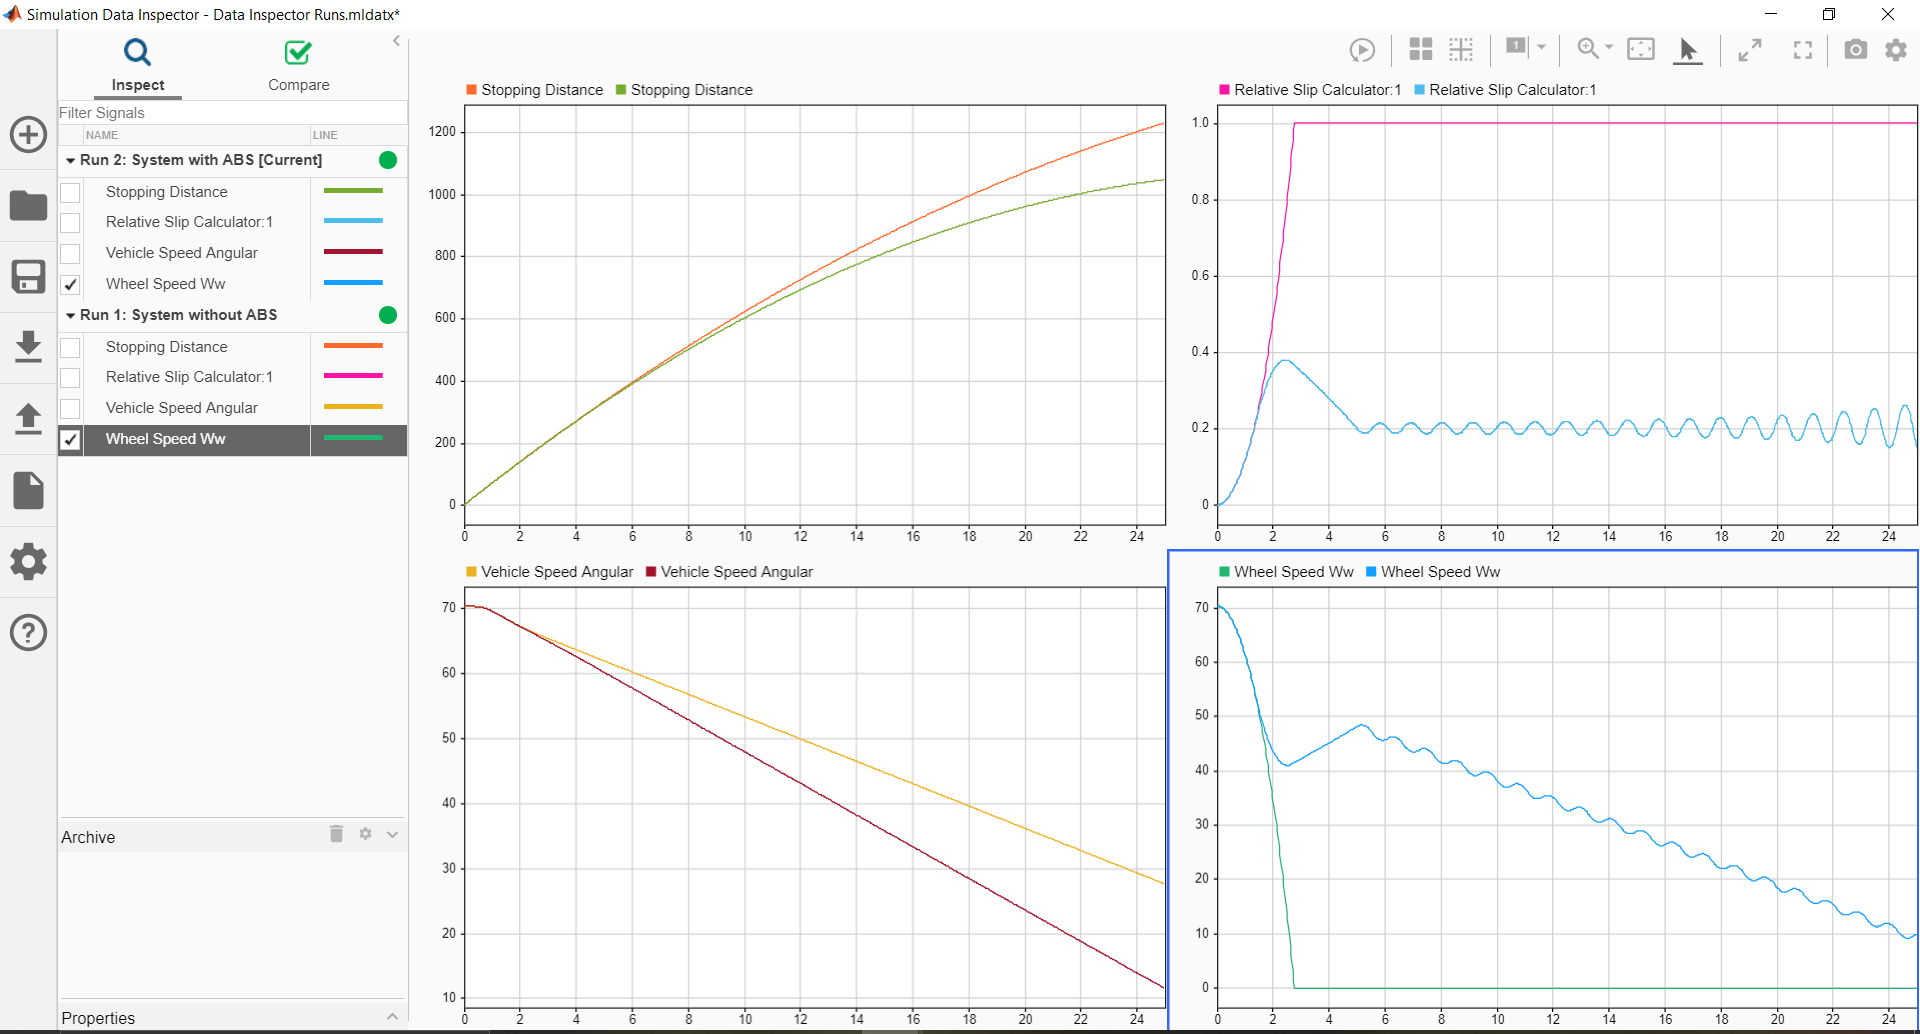 Simulation Data Inspector - Data Inspector Runs.mldatx*
Inspect
Compare
Filter Signals
NAME LINE
Run 2: System with ABS [Current]
Stopping Distance
Relative Slip Calculator:1
Vehicle Speed Angular
Wheel Speed Ww
Run 1: System without ABS
Stopping Distance
Relative Slip Calculator:1
Vehicle Speed Angular
Wheel Speed Ww
Archive
Properties
1
Stopping Distance Stopping Distance
1200
1000
800
600
400
200
0
0 2 4 6 8 10 12 14 16 18 20 22 24
Relative Slip Calculator:1 Relative Slip Calculator:1
1.0
0.8
0.6
0.4
0.2
0
0 2 4 6 8 10 12 14 16 18 20 22 24
Vehicle Speed Angular Vehicle Speed Angular
70
60
50
40
30
20
10
0 2 4 6 8 10 12 14 16 18 20 22 24
Wheel Speed Ww Wheel Speed Ww
70
60
50
40
30
20
10
0
0 2 4 6 8 10 12 14 16 18 20 22 24